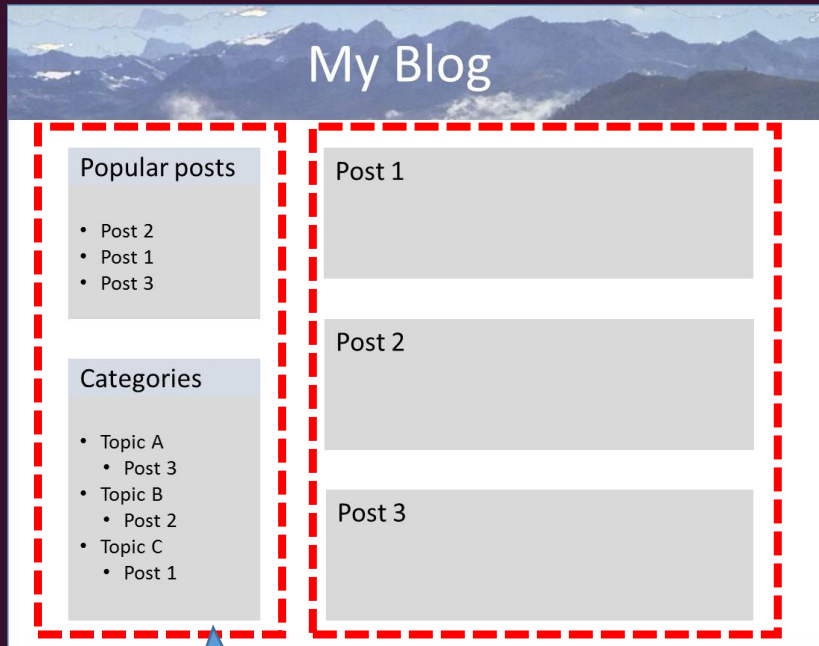 My Blog
Popular posts
• Post 2
• Post 1
• Post 3
Categories
• Topic A
• Post 3
• Topic B
• Post 2
• Topic C
• Post 1
Post 1
Post 2
Post 3